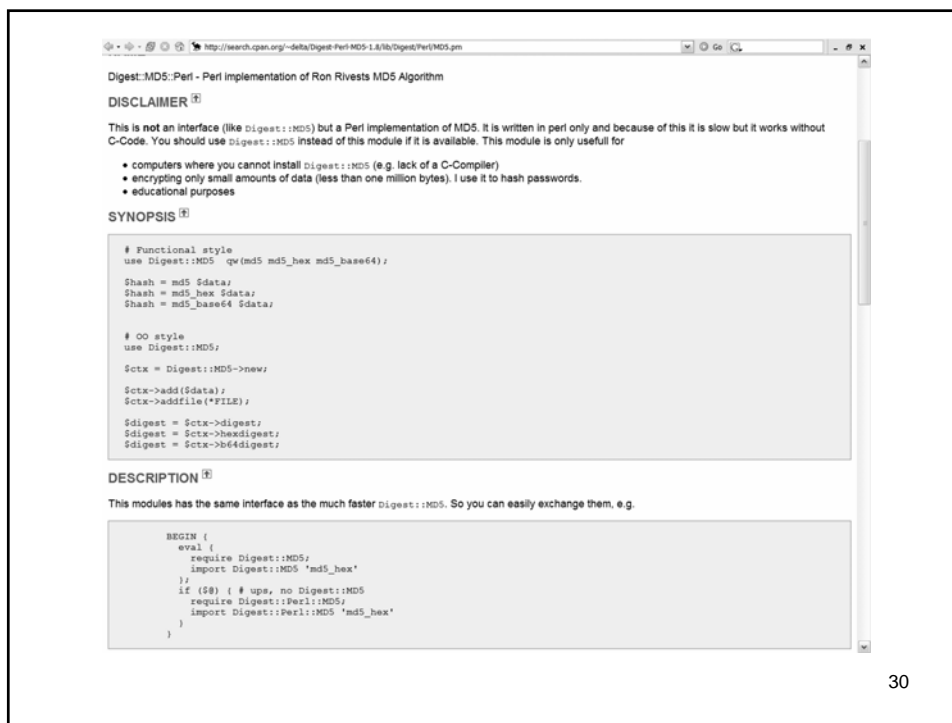 http://search.cpan.org/~delta/Digest-Perl-MD5-1.8/lib/Digest/Perl/MD5.pm
Go
Digest::MD5::Perl - Perl implementation of Ron Rivests MD5 Algorithm
DISCLAIMER
This is not an interface (like Digest::MD5) but a Perl implementation of MD5. It is written in perl only and because of this it is slow but it works without
C-Code. You should use Digest::MD5 instead of this module if it is available. This module is only usefull for
• computers where you cannot install Digest::MD5 (e.g. lack of a C-Compiler)
• encrypting only small amounts of data (less than one million bytes). I use it to hash passwords.
• educational purposes
SYNOPSIS
# Functional style
use Digest::MD5  qw(md5 md5_hex md5_base64);
$hash = md5 $data;
$hash = md5_hex $data;
$hash = md5_base64 $data;
# OO style
use Digest::MD5;
$ctx = Digest::MD5->new;
$ctx->add($data);
$ctx->addfile(*FILE);
$digest = $ctx->digest;
$digest = $ctx->hexdigest;
$digest = $ctx->b64digest;
DESCRIPTION
This modules has the same interface as the much faster Digest::MD5. So you can easily exchange them, e.g.
BEGIN {
eval {
require Digest::MD5;
import Digest::MD5 'md5_hex'
};
if ($@) { # ups, no Digest::MD5
require Digest::Perl::MD5;
import Digest::Perl::MD5 'md5_hex'
}
}
30